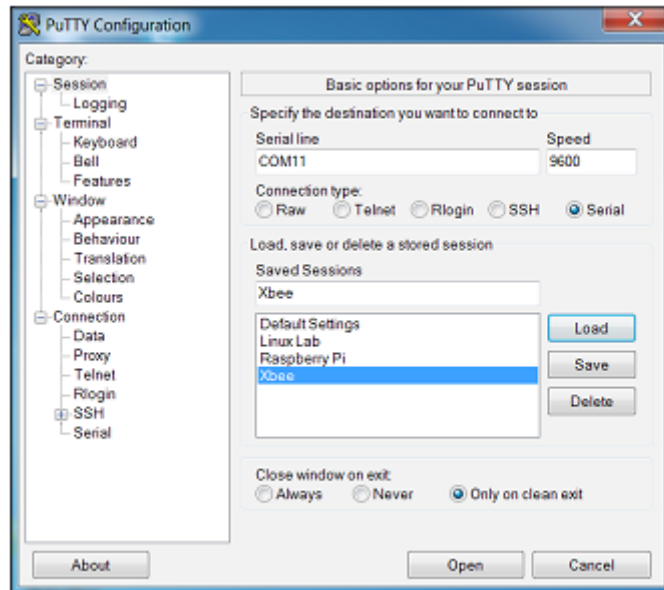 PuTTY Configuration
Category:
Session
Logging
Terminal
Keyboard
Bell
Features
Window
Appearance
Behaviour
Translation
Selection
Colours
Connection
Data
Proxy
Telnet
Rlogin
SSH
Serial
Basic options for your PuTTY session
Specify the destination you want to connect to
Serial line Speed
COM11 9600
Connection type:
Raw Telnet Rlogin SSH Serial
Load, save or delete a stored session
Saved Sessions
Xbee
Default Settings
Linux Lab
Raspberry Pi
Xbee
Load
Save
Delete
Close window on exit:
Always Never Only on clean exit
About Open Cancel